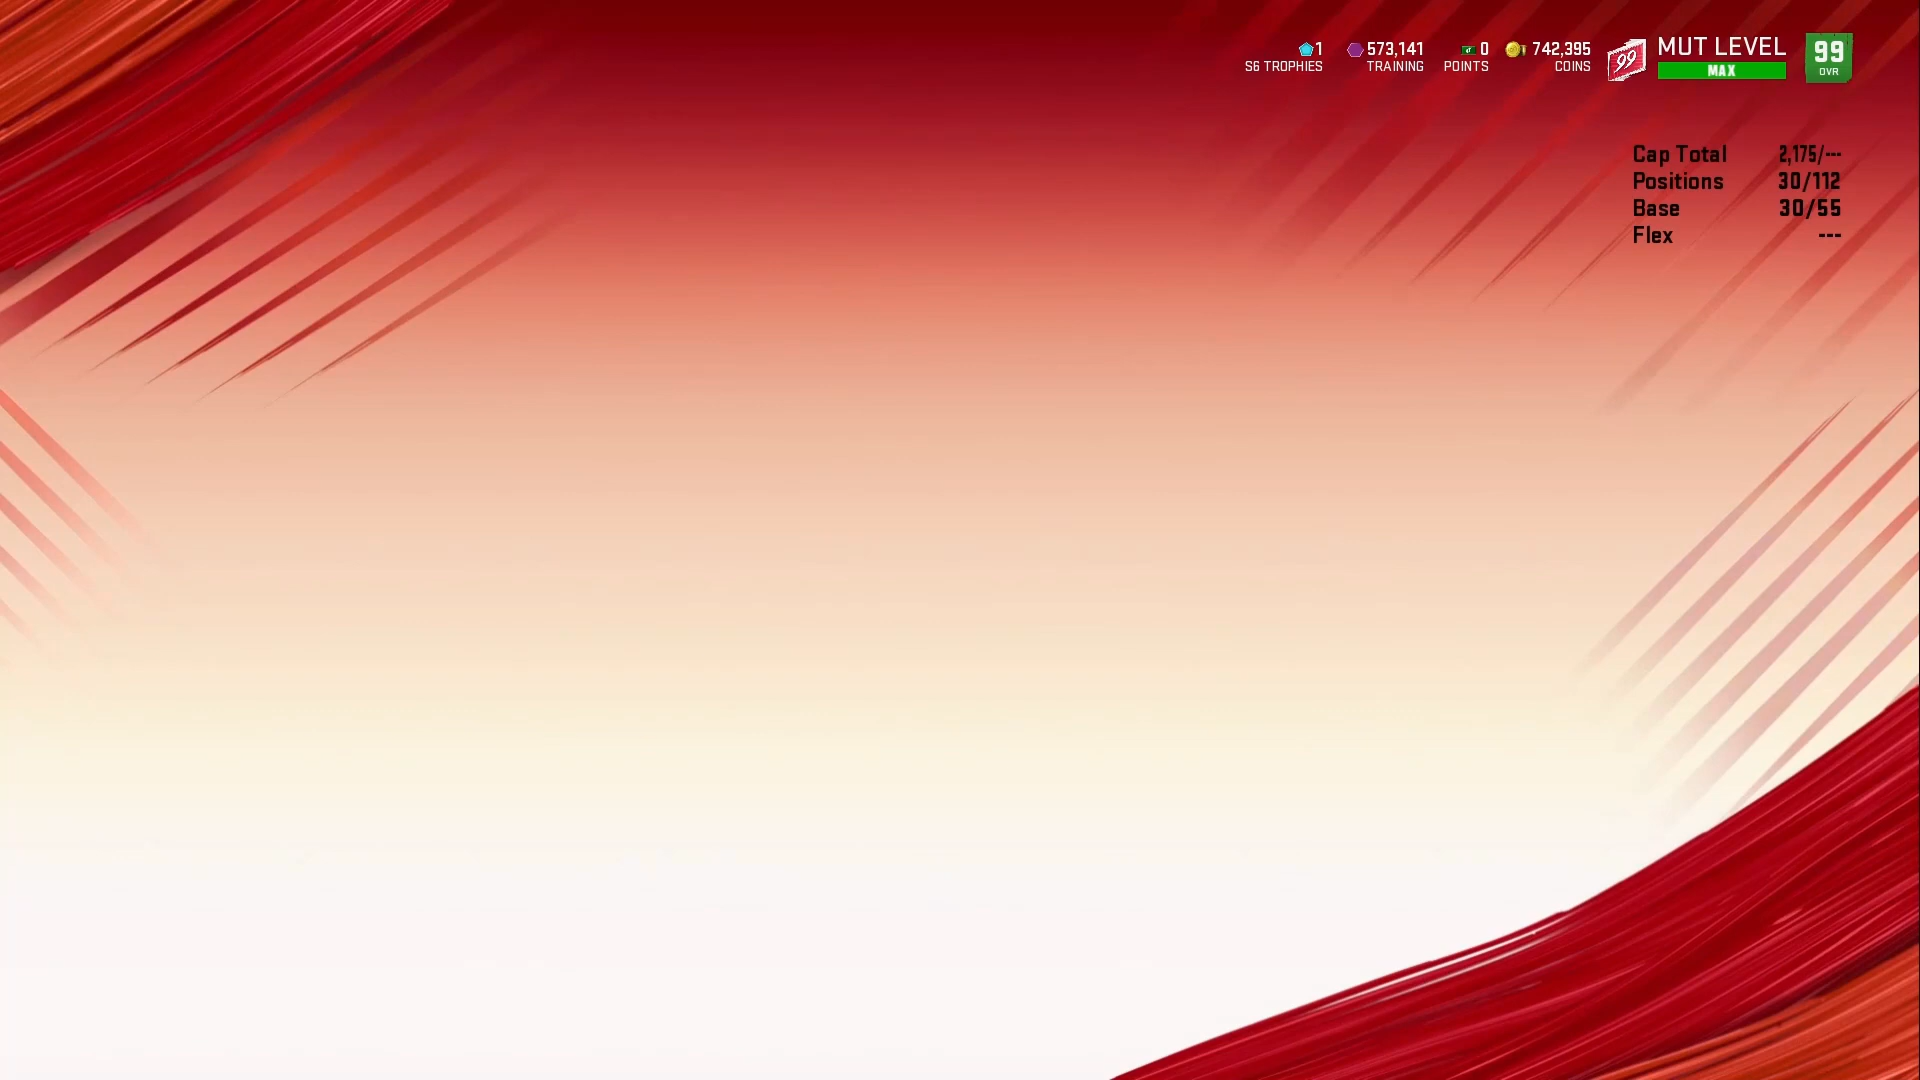 1 573,141 0 742,395
S6 TROPHIES TRAINING POINTS COINS
99 MUT LEVEL
MAX
99
OVR
Cap Total 2,175/---
Positions 30/112
Base 30/55
Flex ---